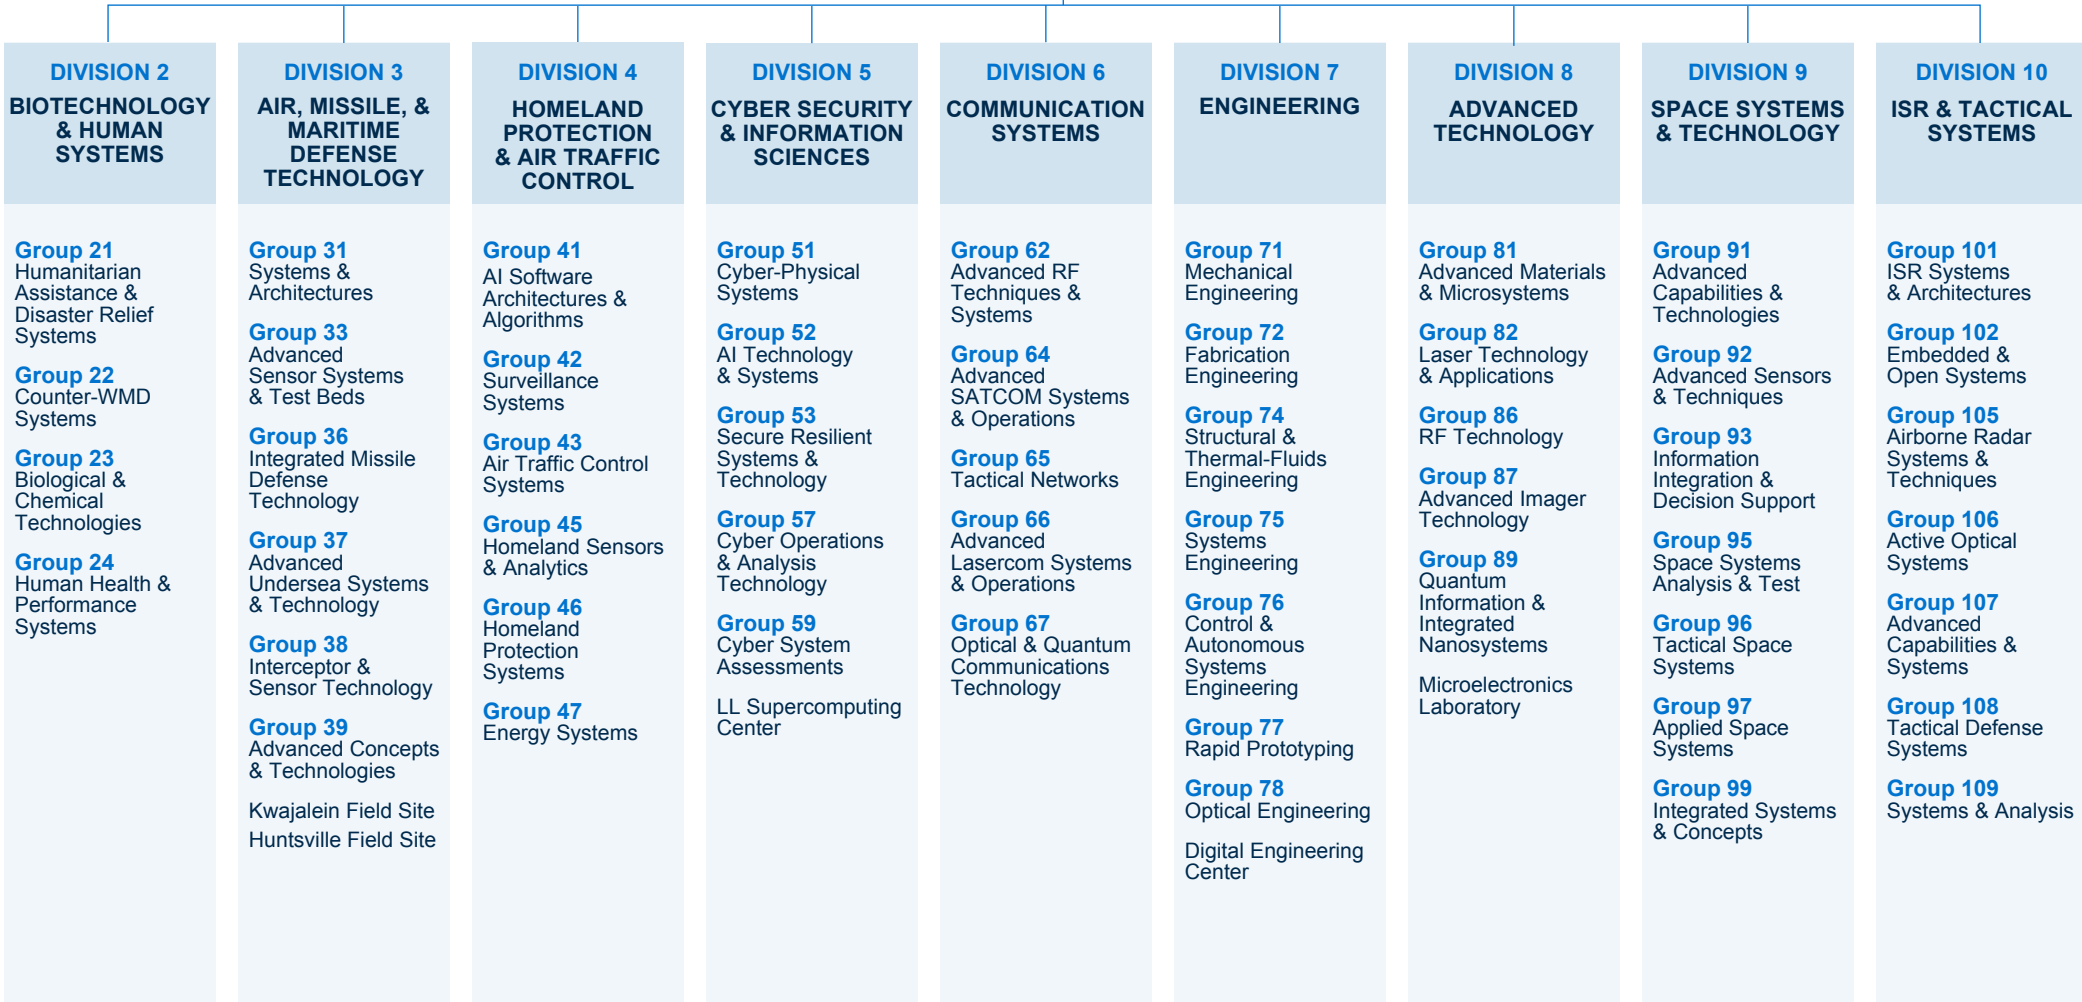 DIVISION 2
BIOTECHNOLOGY
& HUMAN
SYSTEMS
Group 21
Humanitarian
Assistance &
Disaster Relief
Systems
Group 22
Counter-WMD
Systems
Group 23
Biological &
Chemical
Technologies
Group 24
Human Health &
Performance
Systems
DIVISION 3
AIR, MISSILE, &
MARITIME
DEFENSE
TECHNOLOGY
Group 31
Systems &
Architectures
Group 33
Advanced
Sensor Systems
& Test Beds
Group 36
Integrated Missile
Defense
Technology
Group 37
Advanced
Undersea Systems
& Technology
Group 38
Interceptor &
Sensor Technology
Group 39
Advanced Concepts
& Technologies
Kwajalein Field Site
Huntsville Field Site
DIVISION 4
HOMELAND
PROTECTION
& AIR TRAFFIC
CONTROL
Group 41
AI Software
Architectures &
Algorithms
Group 42
Surveillance
Systems
Group 43
Air Traffic Control
Systems
Group 45
Homeland Sensors
& Analytics
Group 46
Homeland
Protection
Systems
Group 47
Energy Systems
DIVISION 5
CYBER SECURITY
& INFORMATION
SCIENCES
Group 51
Cyber-Physical
Systems
Group 52
AI Technology
& Systems
Group 53
Secure Resilient
Systems &
Technology
Group 57
Cyber Operations
& Analysis
Technology
Group 59
Cyber System
Assessments
LL Supercomputing
Center
DIVISION 6
COMMUNICATION
SYSTEMS
Group 62
Advanced RF
Techniques &
Systems
Group 64
Advanced
SATCOM Systems
& Operations
Group 65
Tactical Networks
Group 66
Advanced
Lasercom Systems
& Operations
Group 67
Optical & Quantum
Communications
Technology
DIVISION 7
ENGINEERING
Group 71
Mechanical
Engineering
Group 72
Fabrication
Engineering
Group 74
Structural &
Thermal-Fluids
Engineering
Group 75
Systems
Engineering
Group 76
Control &
Autonomous
Systems
Engineering
Group 77
Rapid Prototyping
Group 78
Optical Engineering
Digital Engineering
Center
DIVISION 8
ADVANCED
TECHNOLOGY
Group 81
Advanced Materials
& Microsystems
Group 82
Laser Technology
& Applications
Group 86
RF Technology
Group 87
Advanced Imager
Technology
Group 89
Quantum
Information &
Integrated
Nanosystems
Microelectronics
Laboratory
DIVISION 9
SPACE SYSTEMS
& TECHNOLOGY
Group 91
Advanced
Capabilities &
Technologies
Group 92
Advanced Sensors
& Techniques
Group 93
Information
Integration &
Decision Support
Group 95
Space Systems
Analysis & Test
Group 96
Tactical Space
Systems
Group 97
Applied Space
Systems
Group 99
Integrated Systems
& Concepts
DIVISION 10
ISR & TACTICAL
SYSTEMS
Group 101
ISR Systems
& Architectures
Group 102
Embedded &
Open Systems
Group 105
Airborne Radar
Systems &
Techniques
Group 106
Active Optical
Systems
Group 107
Advanced
Capabilities &
Systems
Group 108
Tactical Defense
Systems
Group 109
Systems & Analysis